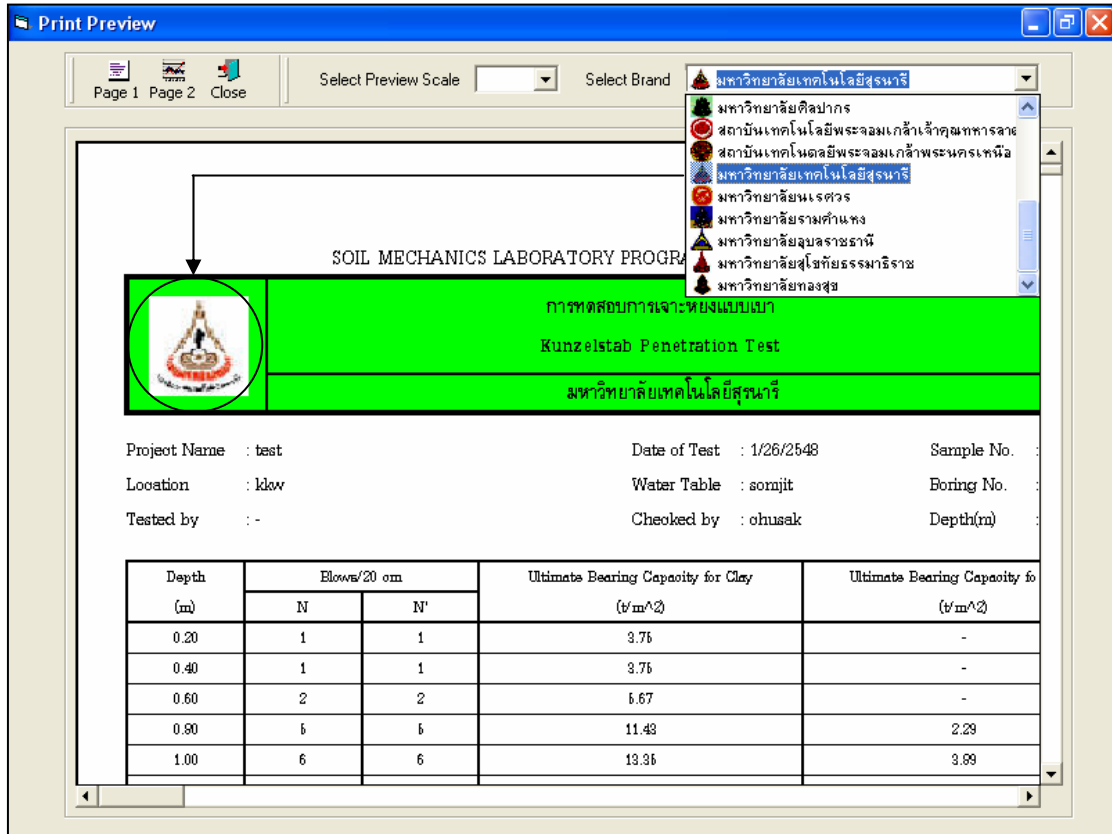 Print Preview
Page 1 Page 2 Close Select Preview Scale Select Brand มหาวิทยาลัยเทคโนโลยีสุรนารี
มหาวิทยาลัยศิลปากร
สถาบันเทคโนโลยีพระจอมเกล้าเจ้าคุณทหารลาด
สถาบันเทคโนดลยีพระจอมเกล้าพระนครเหนือ
มหาวิทยาลัยเทคโนโลยีสุรนารี
มหาวิทยาลัยนเรศวร
มหาวิทยาลัยรามคำแหง
มหาวิทยาลัยอุบลราชธานี
มหาวิทยาลัยสุโขทัยธรรมาธิราช
มหาวิทยาลัยทองสุข
SOIL MECHANICS LABORATORY PROGRA
การทดสอบการเจาะหยั่งแบบเบา
Kunzelstab Penetration Test
มหาวิทยาลัยเทคโนโลยีสุรนารี
Project Name : test Date of Test : 1/26/2548 Sample No. :
Location : kkw Water Table : somjit Boring No. :
Tested by : - Checked by : chusak Depth(m) :
Depth Blows/20 cm Ultimate Bearing Capacity for Clay Ultimate Bearing Capacity fo
(m) N N' (t/m^2) (t/m^2)
0.20 1 1 3.75 -
0.40 1 1 3.75 -
0.60 2 2 5.67 -
0.80 5 5 11.43 2.29
1.00 6 6 13.35 3.89